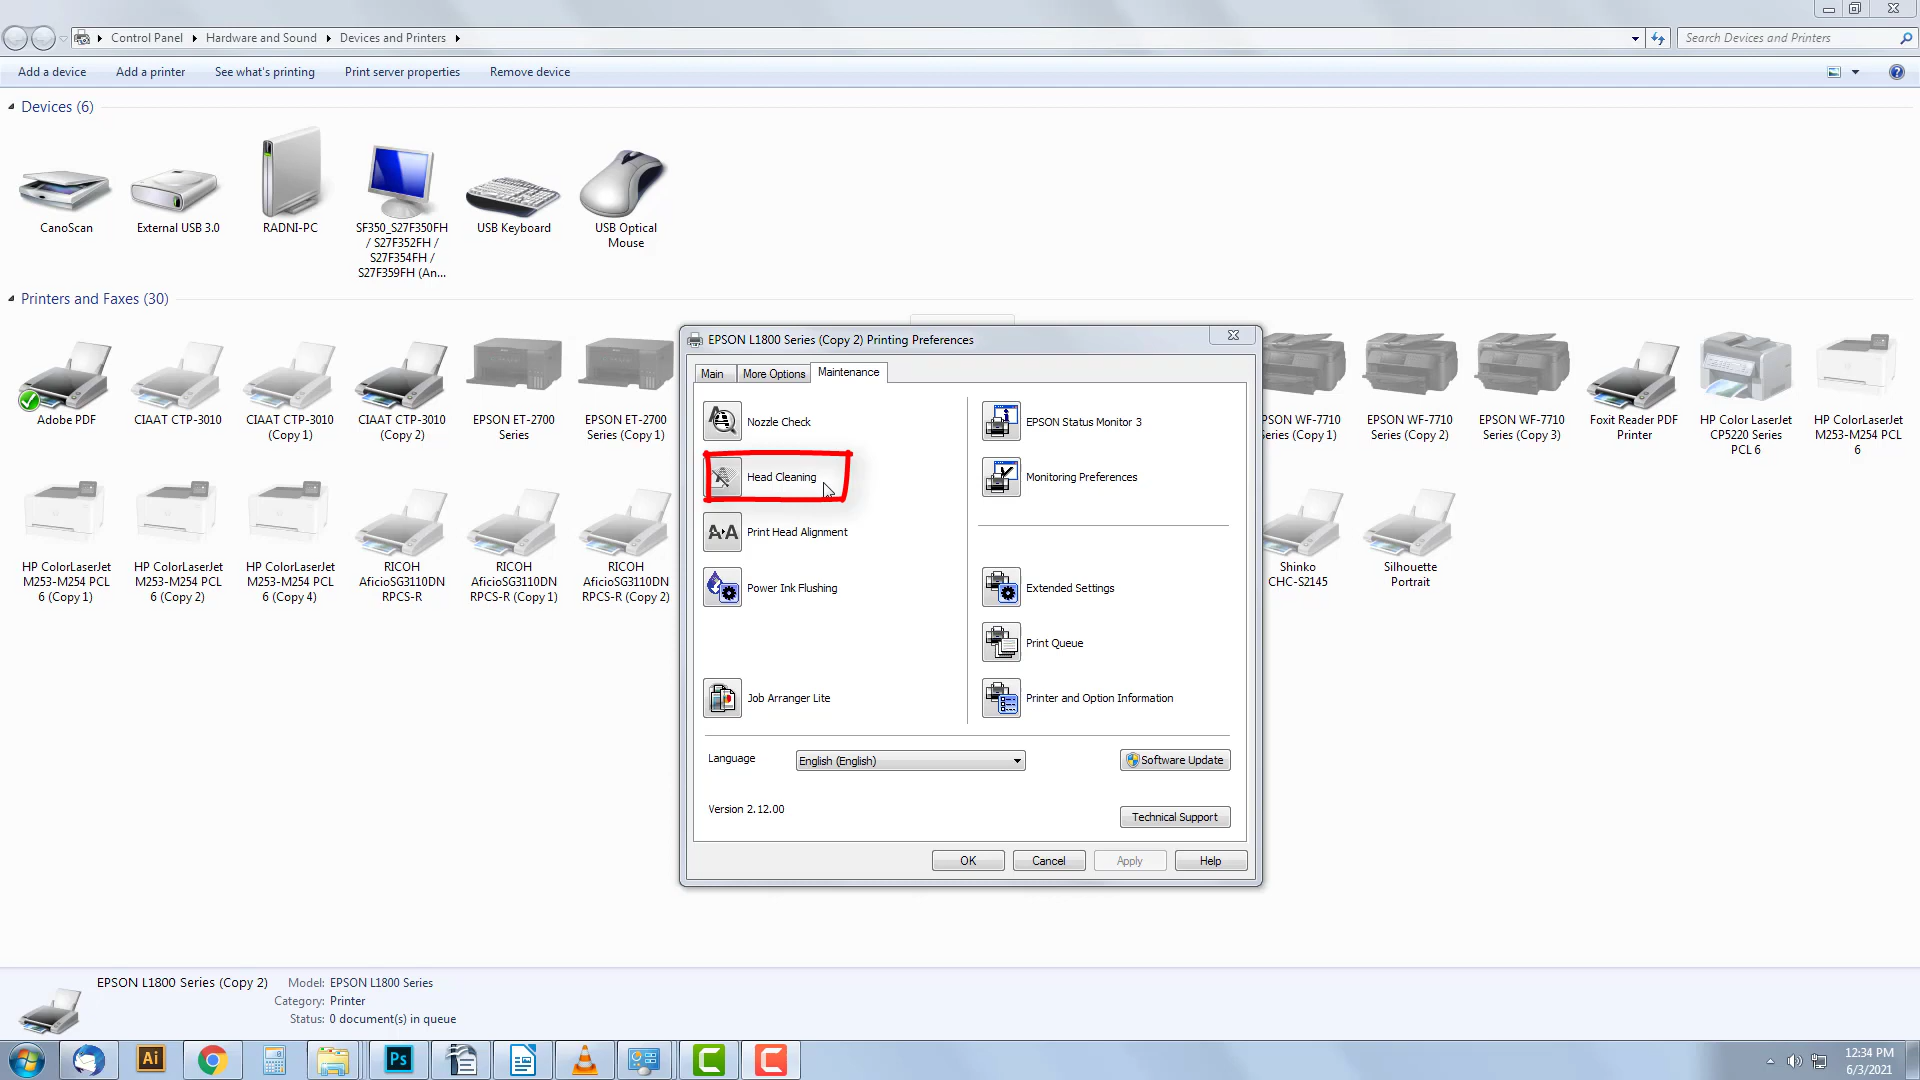 Control Panel
Hardware and Sound
Devices and Printers
Search Devices and Printers
Add a device
Add a printer
See what's printing
Print server properties
Remove device
Devices (6)
CanoScan
External USB 3.0
RADNI-PC
SF350_S27F350FH
/ S27F352FH /
S27F354FH /
S27F359FH (An...
USB Keyboard
USB Optical
Mouse
Printers and Faxes (30)
Adobe PDF
CIAAT CTP-3010
CIAAT CTP-3010
(Copy 1)
CIAAT CTP-3010
(Copy 2)
EPSON ET-2700
Series
EPSON ET-2700
Series (Copy 1)
PSON WF-7710
Series (Copy 1)
EPSON WF-7710
Series (Copy 2)
EPSON WF-7710
Series (Copy 3)
Foxit Reader PDF
Printer
HP Color LaserJet
CP5220 Series
PCL 6
HP ColorLaserJet
M253-M254 PCL
6
HP ColorLaserJet
M253-M254 PCL
6 (Copy 1)
HP ColorLaserJet
M253-M254 PCL
6 (Copy 2)
HP ColorLaserJet
M253-M254 PCL
6 (Copy 4)
RICOH
AficioSG3110DN
RPCS-R
RICOH
AficioSG3110DN
RPCS-R (Copy 1)
RICOH
AficioSG3110DN
RPCS-R (Copy 2)
Shinko
CHC-S2145
Silhouette
Portrait
EPSON L1800 Series (Copy 2) Printing Preferences
Main
More Options
Maintenance
Nozzle Check
Head Cleaning
Print Head Alignment
Power Ink Flushing
Job Arranger Lite
EPSON Status Monitor 3
Monitoring Preferences
Extended Settings
Print Queue
Printer and Option Information
Language
English (English)
Software Update
Version 2.12.00
Technical Support
OK
Cancel
Apply
Help
EPSON L1800 Series (Copy 2)
Model: EPSON L1800 Series
Category: Printer
Status: 0 document(s) in queue
Ai
Ps
12:34 PM
6/3/2021